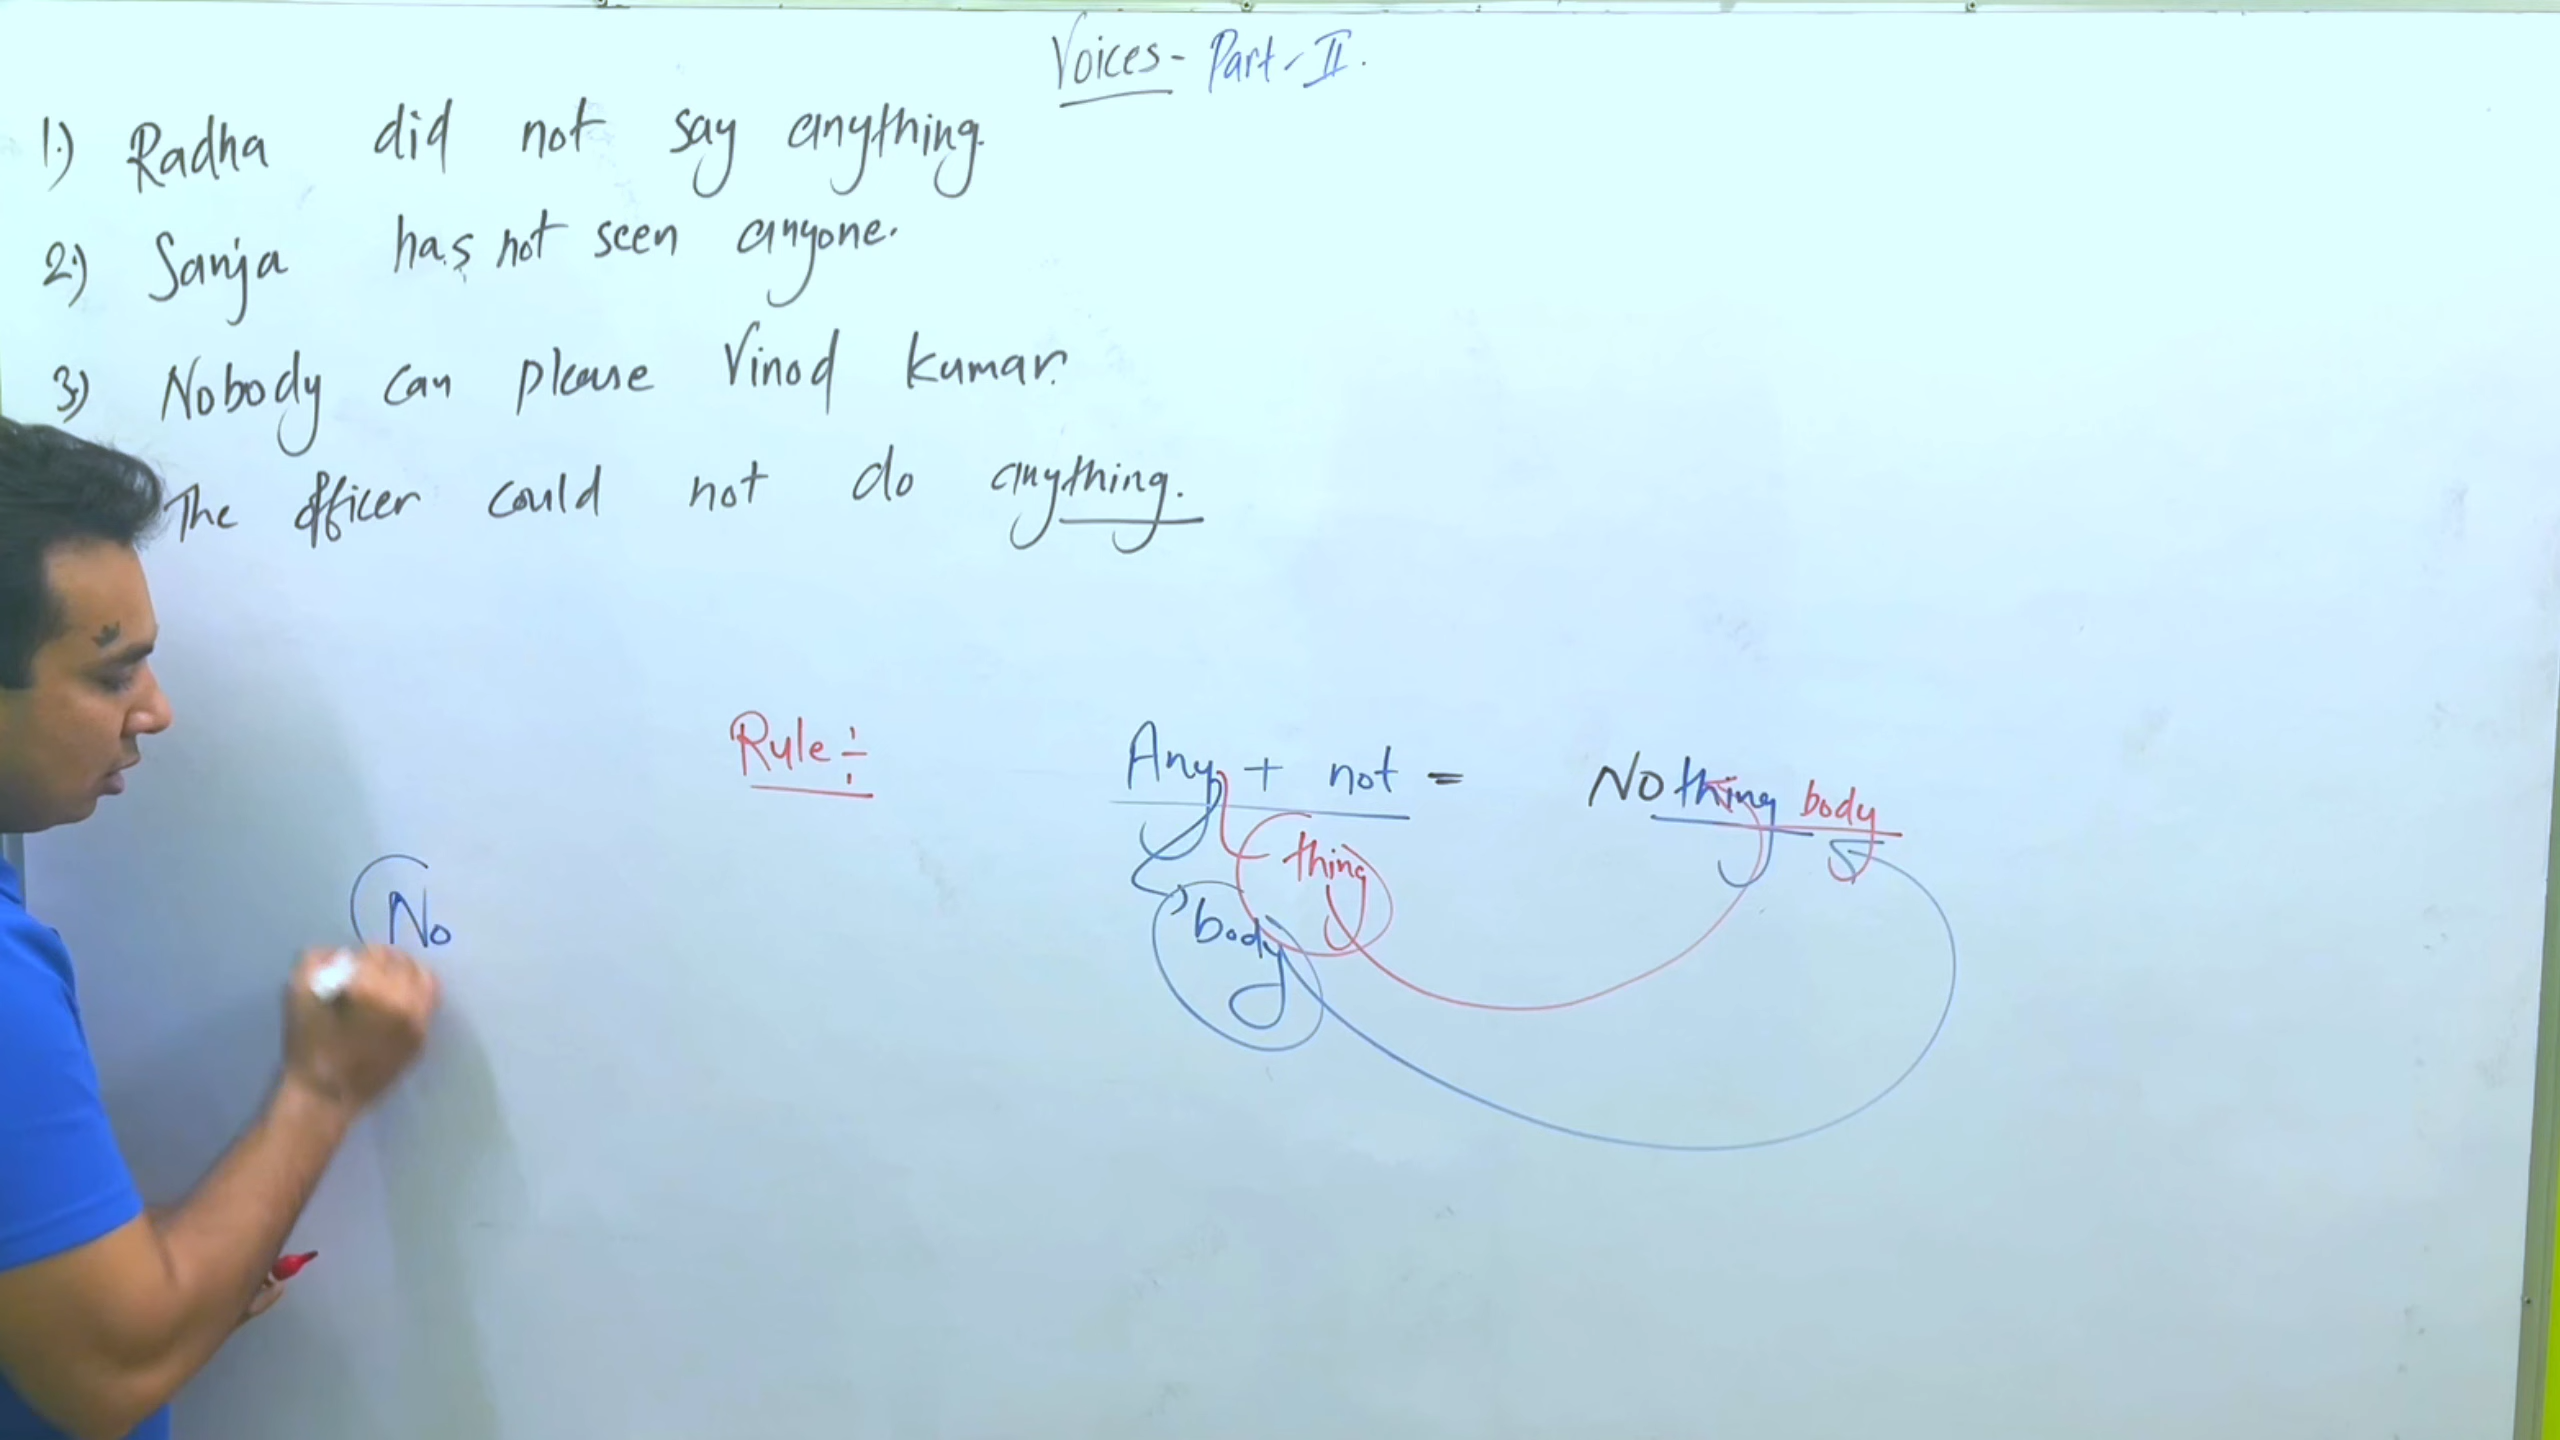 Voices - Part - II.
1.) Radha did not say anything.
2.) Sanja has not seen anyone.
3.) Nobody can please Vinod Kumar.
The officer could not do anything.
Rule :- Any + not = Nothing body
thing
body
No